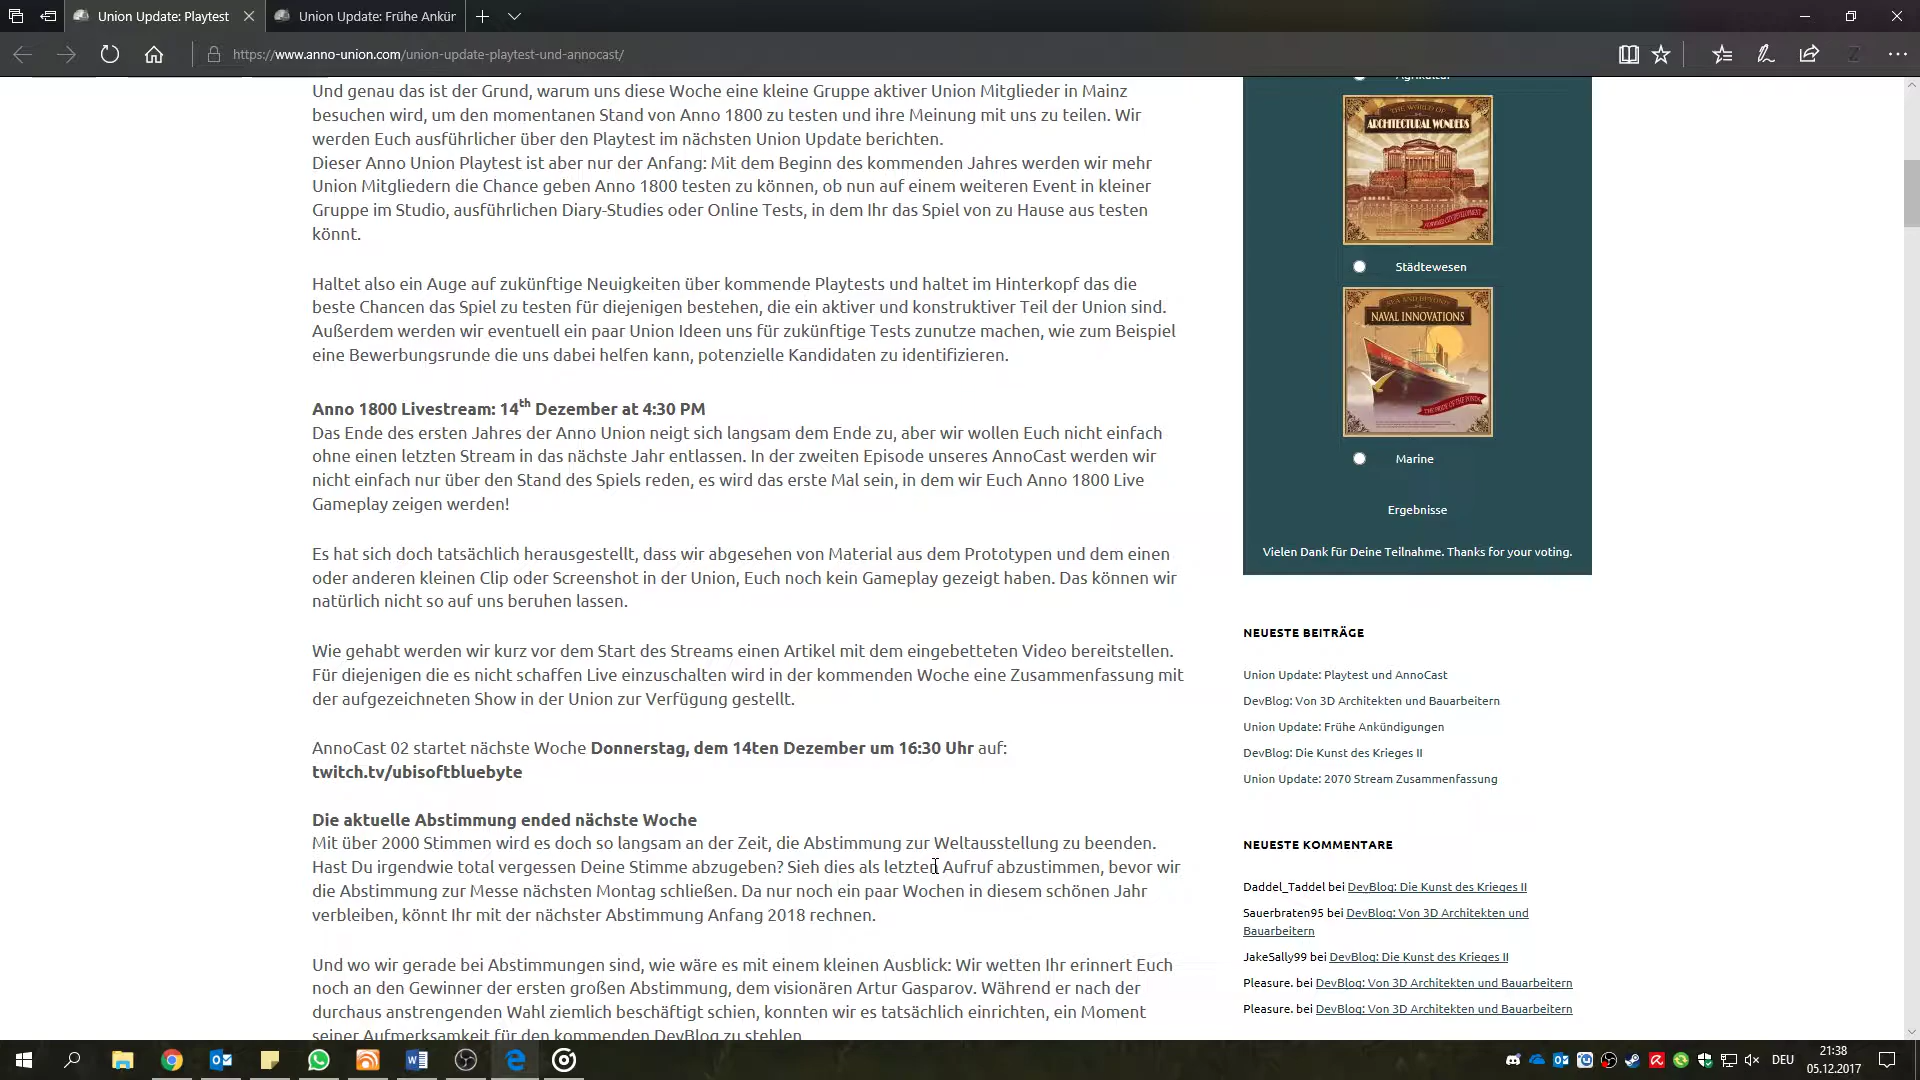 Union Update: Playtest
Union Update: Frühe Ankür
https://www.anno-union.com/union-update-playtest-und-annocast/
Und genau das ist der Grund, warum uns diese Woche eine kleine Gruppe aktiver Union Mitglieder in Mainz
besuchen wird, um den momentanen Stand von Anno 1800 zu testen und ihre Meinung mit uns zu teilen. Wir
werden Euch ausführlicher über den Playtest im nächsten Union Update berichten.
Dieser Anno Union Playtest ist aber nur der Anfang: Mit dem Beginn des kommenden Jahres werden wir mehr
Union Mitgliedern die Chance geben Anno 1800 testen zu können, ob nun auf einem weiteren Event in kleiner
Gruppe im Studio, ausführlichen Diary-Studies oder Online Tests, in dem Ihr das Spiel von zu Hause aus testen
könnt.
Haltet also ein Auge auf zukünftige Neuigkeiten über kommende Playtests und haltet im Hinterkopf das die
beste Chancen das Spiel zu testen für diejenigen bestehen, die ein aktiver und konstruktiver Teil der Union sind.
Außerdem werden wir eventuell ein paar Union Ideen uns für zukünftige Tests zunutze machen, wie zum Beispiel
eine Bewerbungsrunde die uns dabei helfen kann, potenzielle Kandidaten zu identifizieren.
Anno 1800 Livestream: 14th Dezember at 4:30 PM
Das Ende des ersten Jahres der Anno Union neigt sich langsam dem Ende zu, aber wir wollen Euch nicht einfach
ohne einen letzten Stream in das nächste Jahr entlassen. In der zweiten Episode unseres AnnoCast werden wir
nicht einfach nur über den Stand des Spiels reden, es wird das erste Mal sein, in dem wir Euch Anno 1800 Live
Gameplay zeigen werden!
Es hat sich doch tatsächlich herausgestellt, dass wir abgesehen von Material aus dem Prototypen und dem einen
oder anderen kleinen Clip oder Screenshot in der Union, Euch noch kein Gameplay gezeigt haben. Das können wir
natürlich nicht so auf uns beruhen lassen.
Wie gehabt werden wir kurz vor dem Start des Streams einen Artikel mit dem eingebetteten Video bereitstellen.
Für diejenigen die es nicht schaffen Live einzuschalten wird in der kommenden Woche eine Zusammenfassung mit
der aufgezeichneten Show in der Union zur Verfügung gestellt.
AnnoCast 02 startet nächste Woche Donnerstag, dem 14ten Dezember um 16:30 Uhr auf:
twitch.tv/ubisoftbluebyte
Die aktuelle Abstimmung ended nächste Woche
Mit über 2000 Stimmen wird es doch so langsam an der Zeit, die Abstimmung zur Weltausstellung zu beenden.
Hast Du irgendwie total vergessen Deine Stimme abzugeben? Sieh dies als letzten Aufruf abzustimmen, bevor wir
die Abstimmung zur Messe nächsten Montag schließen. Da nur noch ein paar Wochen in diesem schönen Jahr
verbleiben, könnt Ihr mit der nächster Abstimmung Anfang 2018 rechnen.
Und wo wir gerade bei Abstimmungen sind, wie wäre es mit einem kleinen Ausblick: Wir wetten Ihr erinnert Euch
noch an den Gewinner der ersten großen Abstimmung, dem visionären Artur Gasparov. Während er nach der
durchaus anstrengenden Wahl ziemlich beschäftigt schien, konnten wir es tatsächlich einrichten, ein Moment
seiner Aufmerksamkeit für den kommenden DevBlog zu stehlen.
Agrikultur
THE WORLD OF
ARCHITECTURAL WONDERS
Städtewesen
SEA AND BEYOND
NAVAL INNOVATIONS
THE PRIDE OF THE POWER
Marine
Ergebnisse
Vielen Dank für Deine Teilnahme. Thanks for your voting.
NEUESTE BEITRÄGE
Union Update: Playtest und AnnoCast
DevBlog: Von 3D Architekten und Bauarbeitern
Union Update: Frühe Ankündigungen
DevBlog: Die Kunst des Krieges II
Union Update: 2070 Stream Zusammenfassung
NEUESTE KOMMENTARE
Daddel_Taddel bei DevBlog: Die Kunst des Krieges II
Sauerbraten95 bei DevBlog: Von 3D Architekten und
Bauarbeitern
JakeSally99 bei DevBlog: Die Kunst des Krieges II
Pleasure. bei DevBlog: Von 3D Architekten und Bauarbeitern
Pleasure. bei DevBlog: Von 3D Architekten und Bauarbeitern
DEU
21:38
05.12.2017